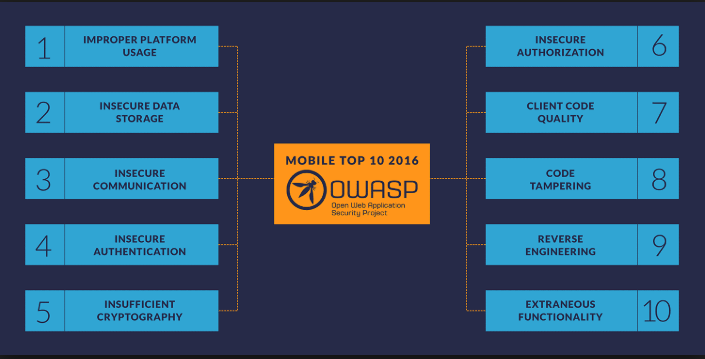 1
IMPROPER PLATFORM
USAGE
2
INSECURE DATA
STORAGE
3
INSECURE
COMMUNICATION
4
INSECURE
AUTHENTICATION
5
INSUFFICIENT
CRYPTOGRAPHY
MOBILE TOP 10 2016
OWASP
Open Web Application
Security Project
INSECURE
AUTHORIZATION
6
CLIENT CODE
QUALITY
7
CODE
TAMPERING
8
REVERSE
ENGINEERING
9
EXTRANEOUS
FUNCTIONALITY
10